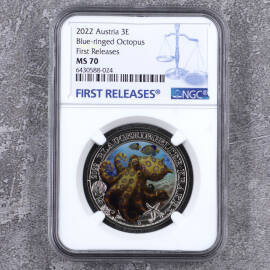 2022 Austria 3E
Blue-ringed Octopus
First Releases
MS 70
6430588-024
FIRST RELEASES®
NGC®